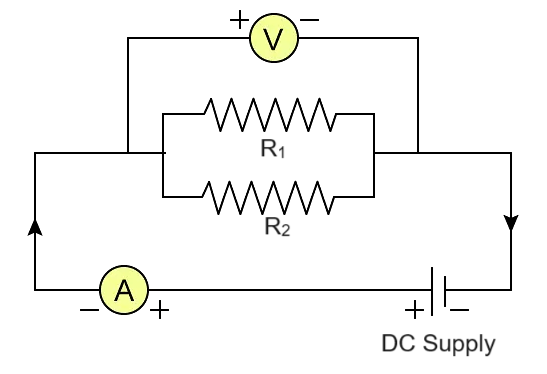 + V −
R₁
R₂
− A +
+ −
DC Supply